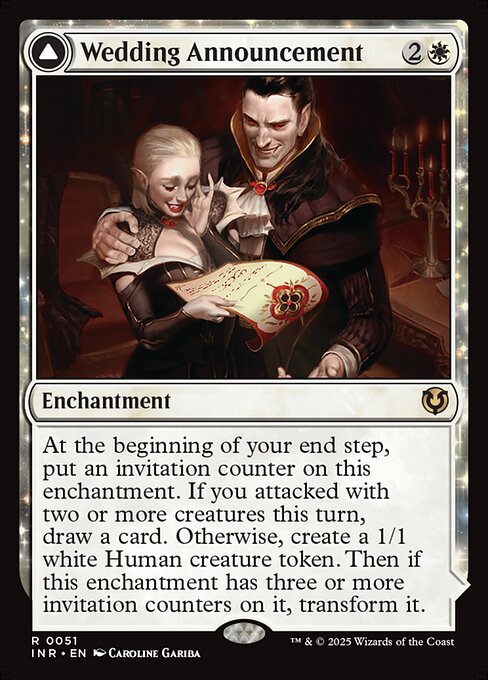 Wedding Announcement 2
Enchantment
At the beginning of your end step,
put an invitation counter on this
enchantment. If you attacked with
two or more creatures this turn,
draw a card. Otherwise, create a 1/1
white Human creature token. Then if
this enchantment has three or more
invitation counters on it, transform it.
R 0051
INR • EN Caroline Gariba
™ & © 2025 Wizards of the Coast